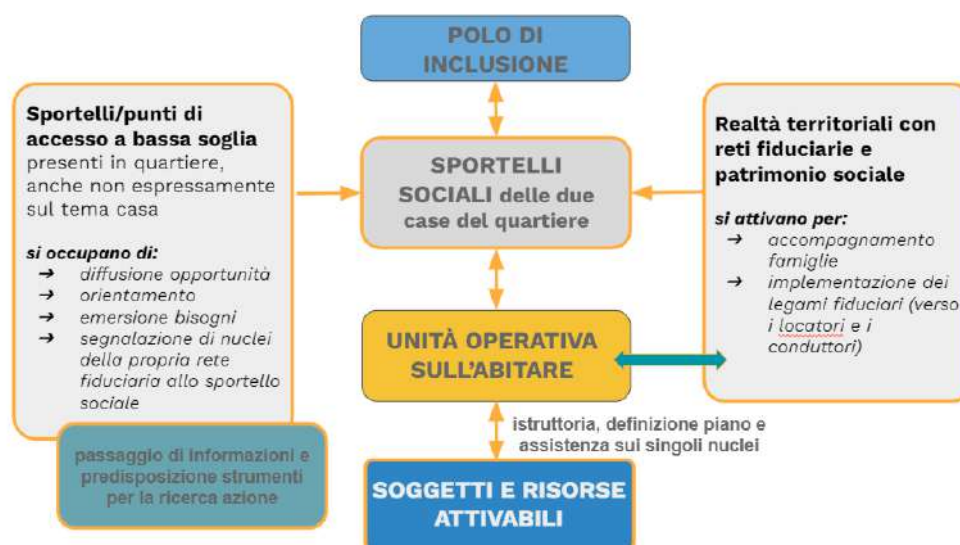 POLO DI
INCLUSIONE
Sportelli/punti di
accesso a bassa soglia
presenti in quartiere,
anche non espressamente
sul tema casa
si occupano di:
→ diffusione opportunità
→ orientamento
→ emersione bisogni
→ segnalazione di nuclei
della propria rete
fiduciaria allo sportello
sociale
passaggio di informazioni e
predisposizione strumenti
per la ricerca azione
SPORTELLI
SOCIALI delle due
case del quartiere
UNITÀ OPERATIVA
SULL'ABITARE
istruttoria, definizione piano e
assistenza sui singoli nuclei
SOGGETTI E RISORSE
ATTIVABILI
Realtà territoriali con
reti fiduciarie e
patrimonio sociale
si attivano per:
→ accompagnamento
famiglie
→ implementazione dei
legami fiduciari (verso
i locatori e i
conduttori)